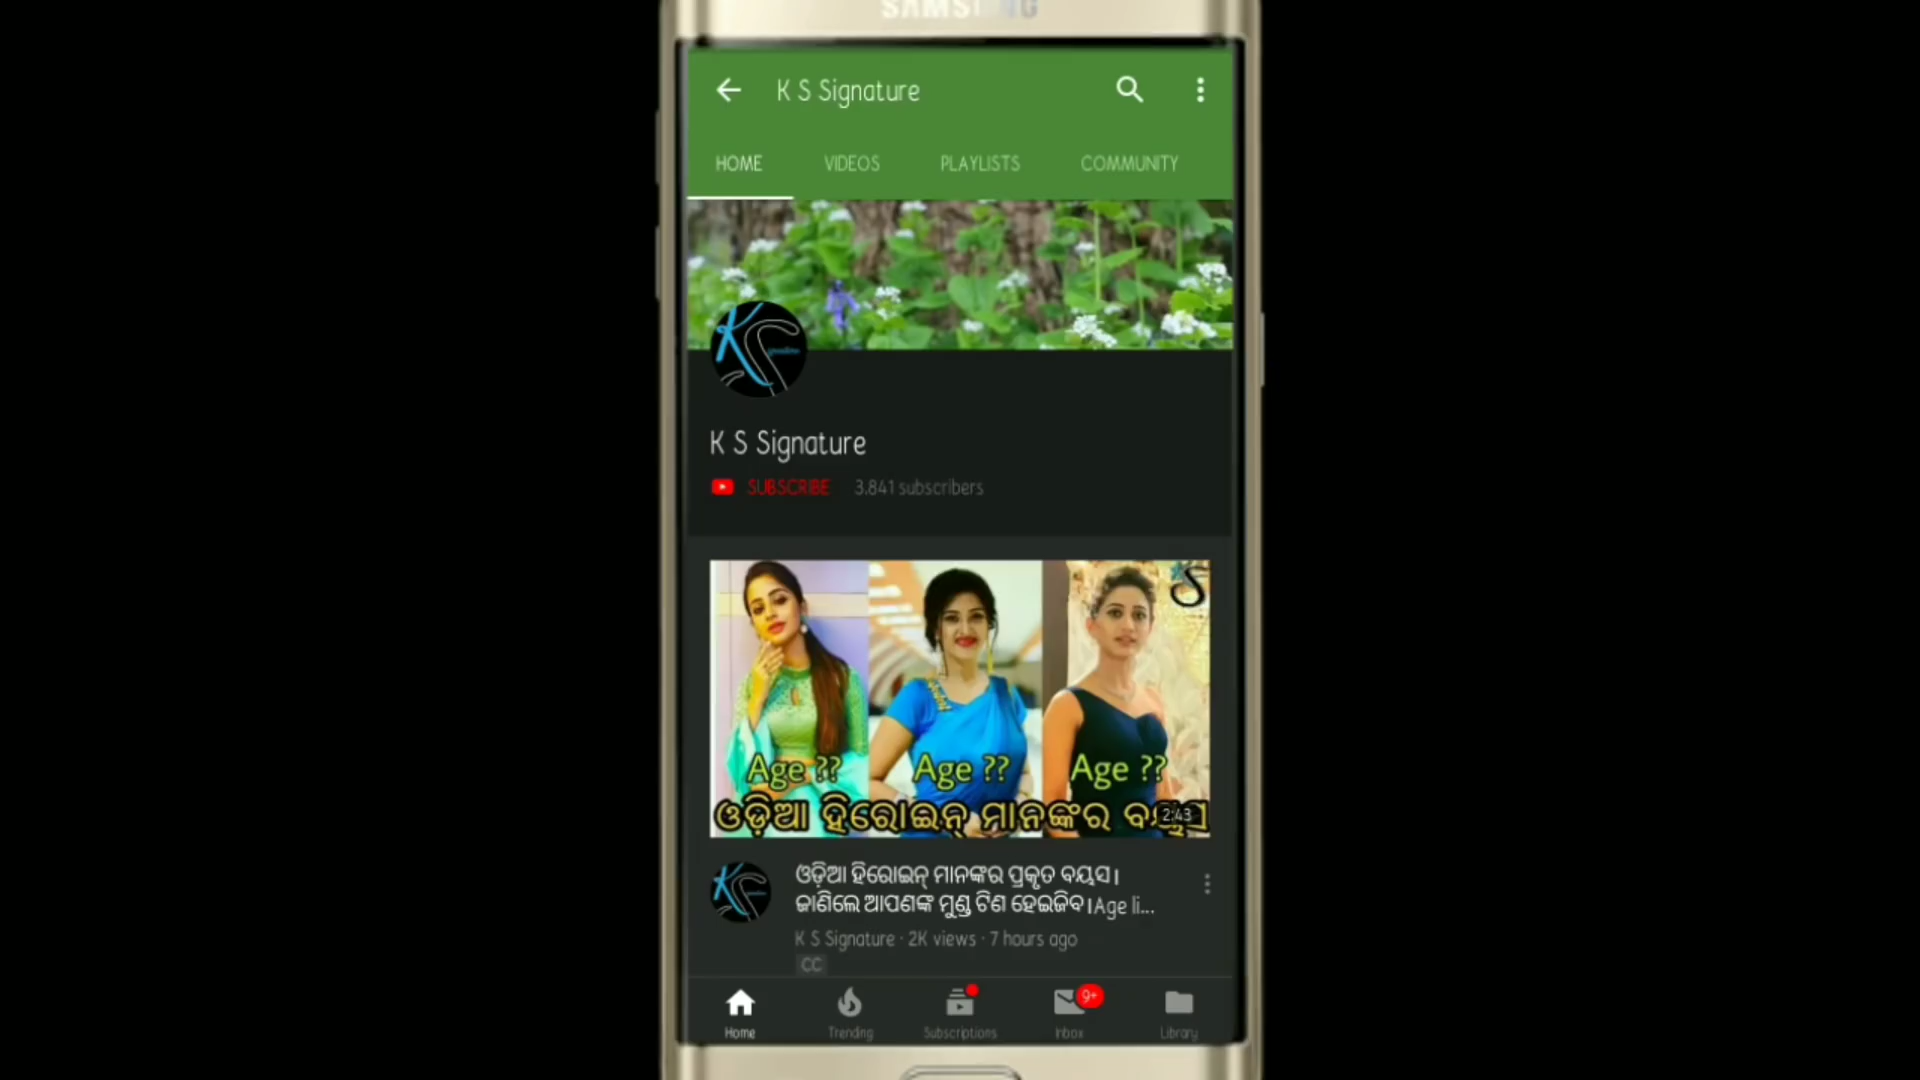 SAMSUNG
K S Signature
HOME VIDEOS PLAYLISTS COMMUNITY
K S Signature
SUBSCRIBE 3.841 subscribers
Age ?? Age ?? Age ??
ଓଡ଼ିଆ ହିରୋଇନ୍ ମାନଙ୍କର ବୟସ
2:43
ଓଡ଼ିଆ ହିରୋଇନ୍ ମାନଙ୍କର ପ୍ରକୃତ ବୟସ।
ଜାଣିଲେ ଆପଣଙ୍କ ମୁଣ୍ଡ ଟିଣ ହେଇଜିବ।Age li...
K S Signature · 2K views · 7 hours ago
CC
9+
Home Trending Subscriptions Inbox Library